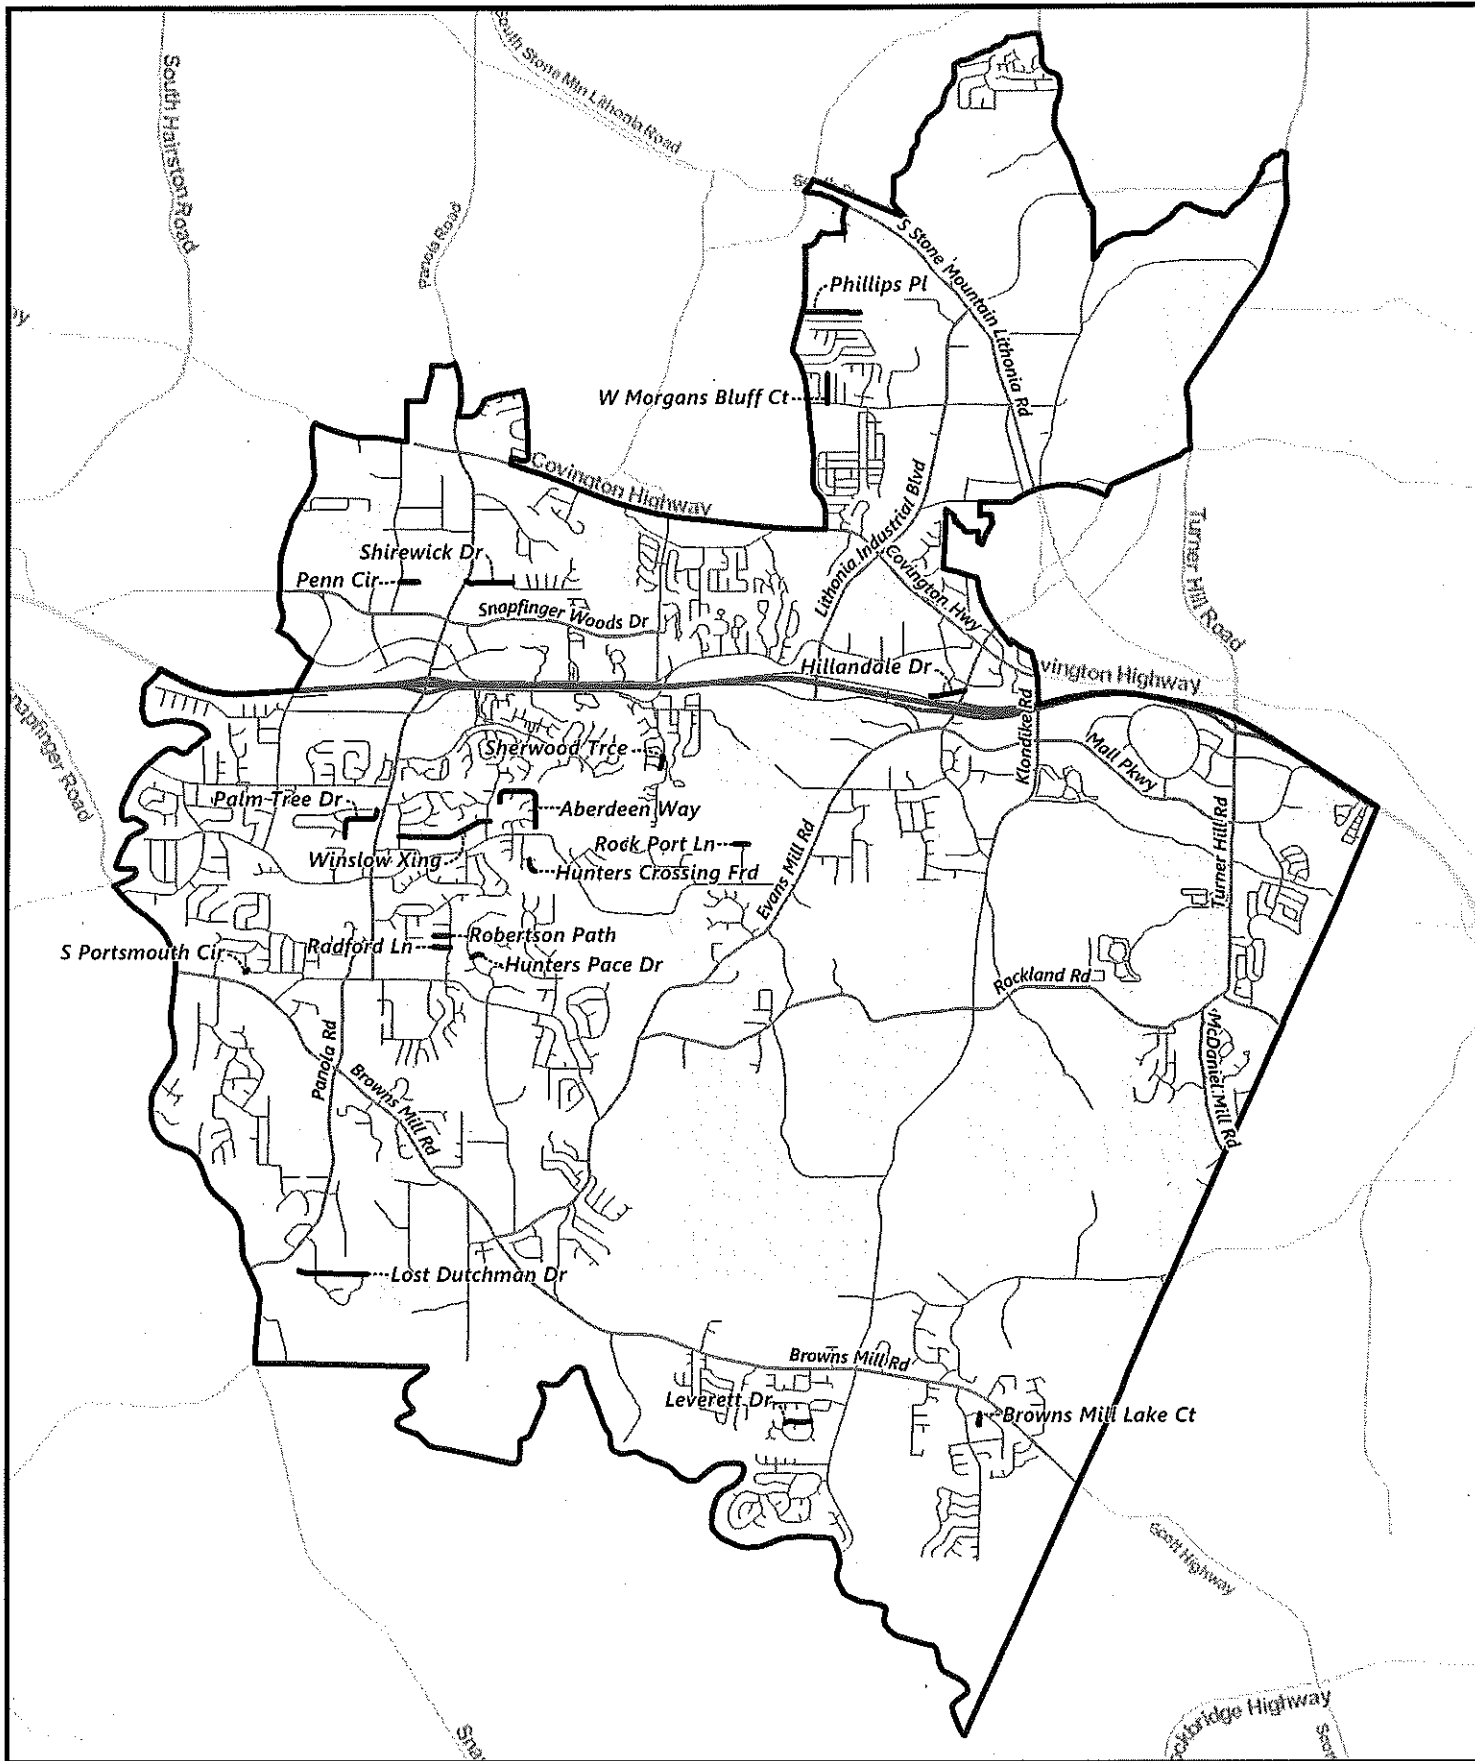 South Hairston Road
South Stone Mtn Lithonia Road
Panola Road
S Stone Mountain Lithonia Rd
Phillips Pl
W Morgans Bluff Ct
Covington Highway
Lithonia Industrial Blvd
Turner Hill Road
Shirewick Dr
Penn Cir
Snapfinger Woods Dr
Covington Hwy
Hillandale Dr
vington Highway
Klondike Rd
Mall Pkwy
napfinger Road
Sherwood Trce
Palm Tree Dr
Aberdeen Way
Winslow Xing
Rock Port Ln
Hunters Crossing Frd
Evans Mill Rd
Turner Hill Rd
S Portsmouth Cir
Radford Ln
Robertson Path
Hunters Pace Dr
Rockland Rd
McDaniel Mill Rd
Panola Rd
Browns Mill Rd
Lost Dutchman Dr
Browns Mill Rd
Leverett Dr
Browns Mill Lake Ct
Scott Highway
ckbridge Highway
Sna